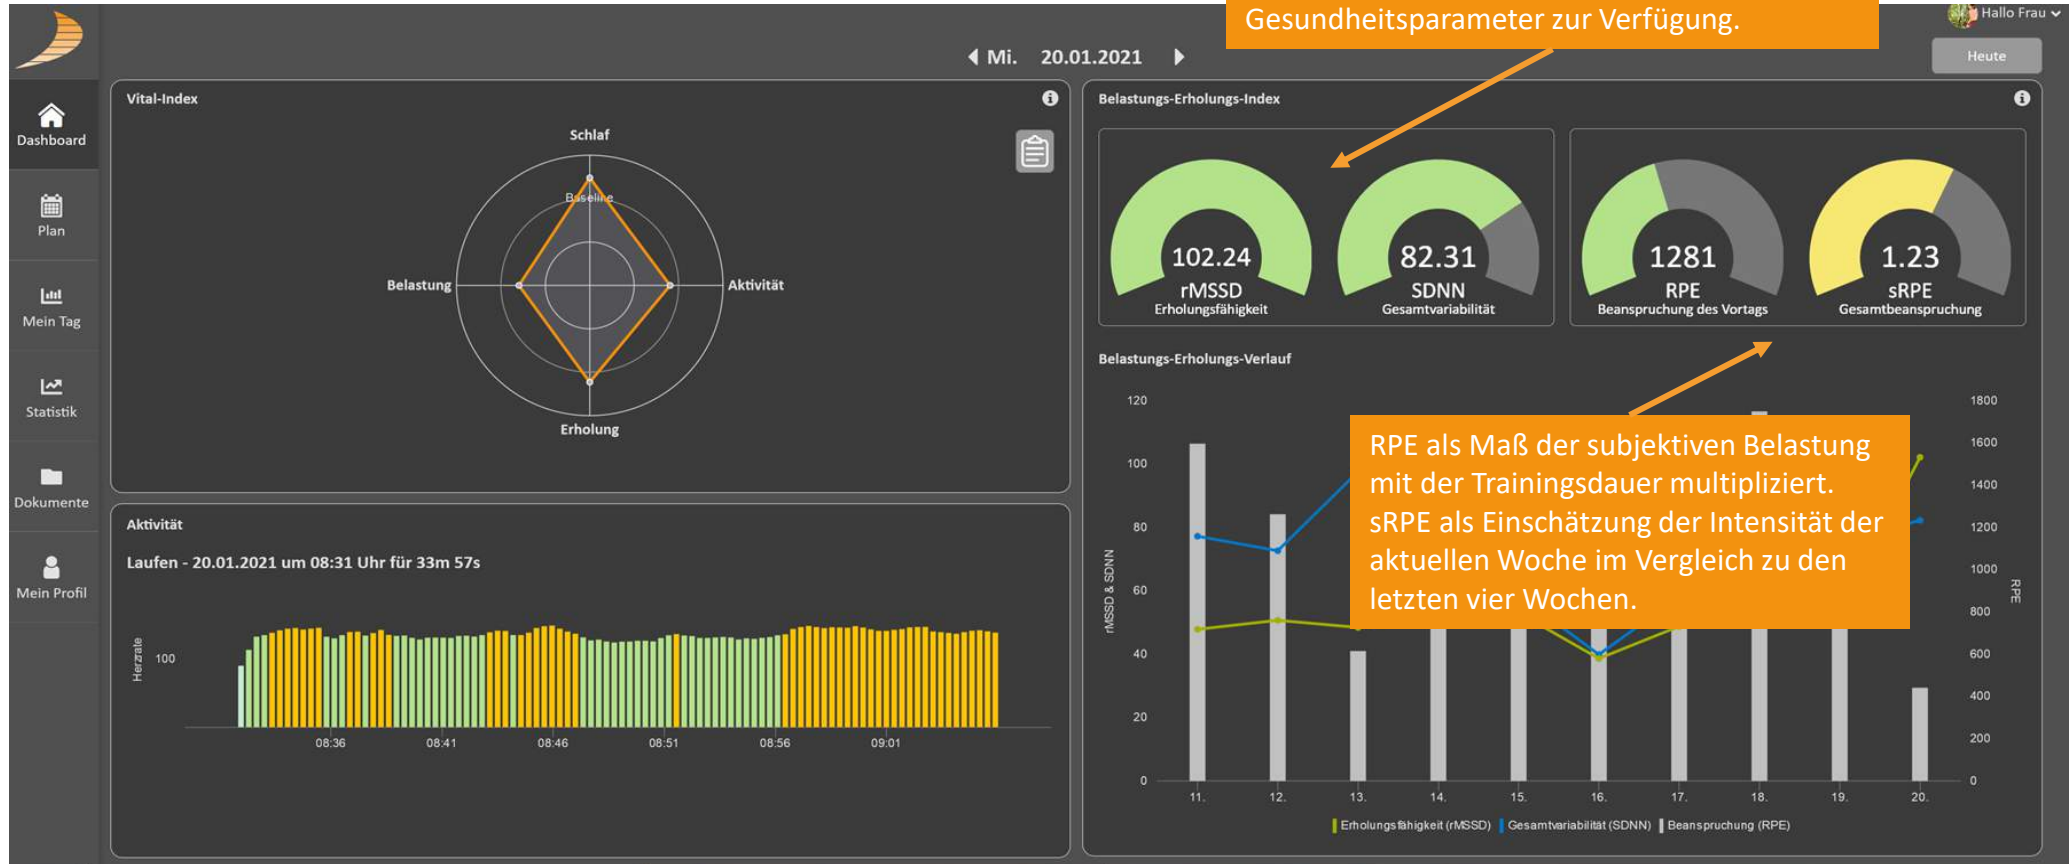 Gesundheitsparameter zur Verfügung.
Hallo Frau
Mi. 20.01.2021
Heute
Dashboard
Plan
Mein Tag
Statistik
Dokumente
Mein Profil
Vital-Index
Schlaf
Baseline
Belastung
Aktivität
Erholung
Aktivität
Laufen - 20.01.2021 um 08:31 Uhr für 33m 57s
Herzrate
100
08:36 08:41 08:46 08:51 08:56 09:01
Belastungs-Erholungs-Index
102.24
rMSSD
Erholungsfähigkeit
82.31
SDNN
Gesamtvariabilität
1281
RPE
Beanspruchung des Vortags
1.23
sRPE
Gesamtbeanspruchung
Belastungs-Erholungs-Verlauf
RPE als Maß der subjektiven Belastung
mit der Trainingsdauer multipliziert.
sRPE als Einschätzung der Intensität der
aktuellen Woche im Vergleich zu den
letzten vier Wochen.
rMSSD & SDNN
120
100
80
60
40
20
0
RPE
1800
1600
1400
1200
1000
800
600
400
200
0
11. 12. 13. 14. 15. 16. 17. 18. 19. 20.
Erholungsfähigkeit (rMSSD) Gesamtvariabilität (SDNN) Beanspruchung (RPE)